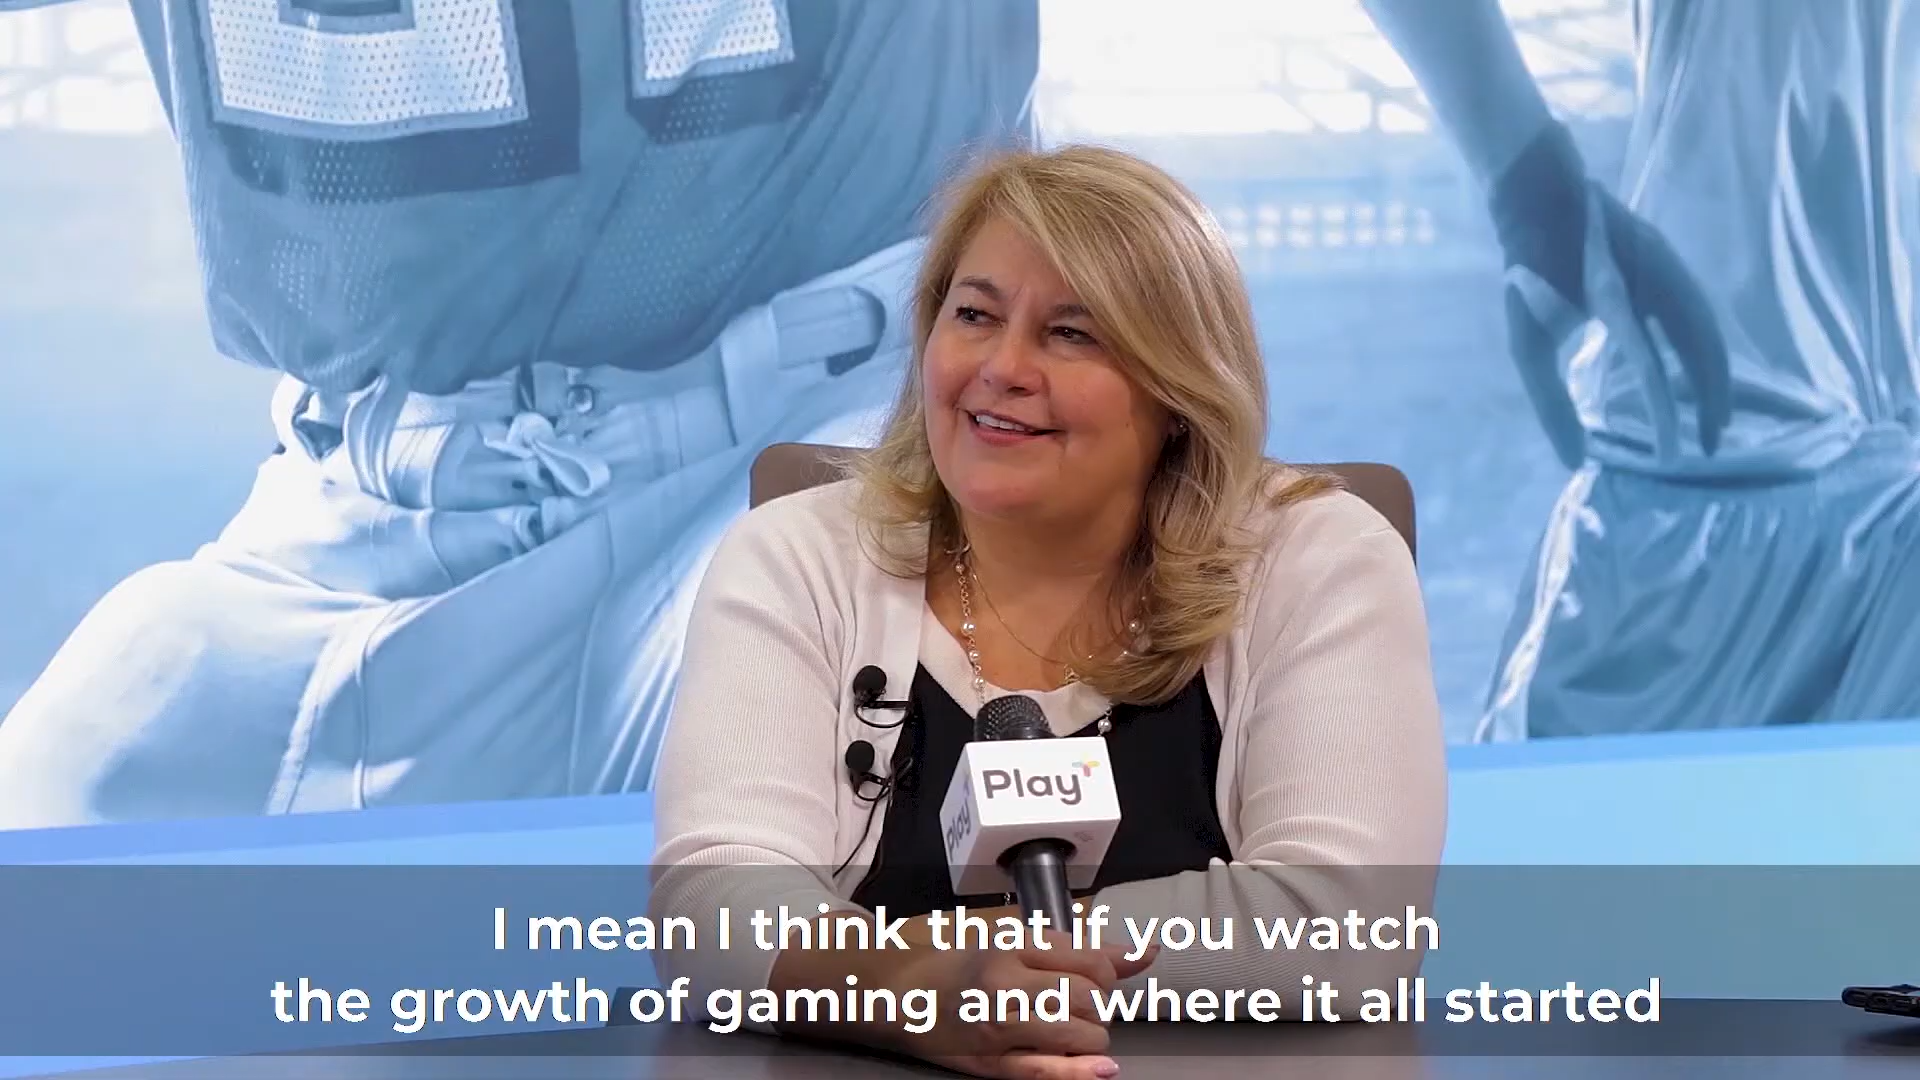 Play
Play
I mean I think that if you watch
the growth of gaming and where it all started